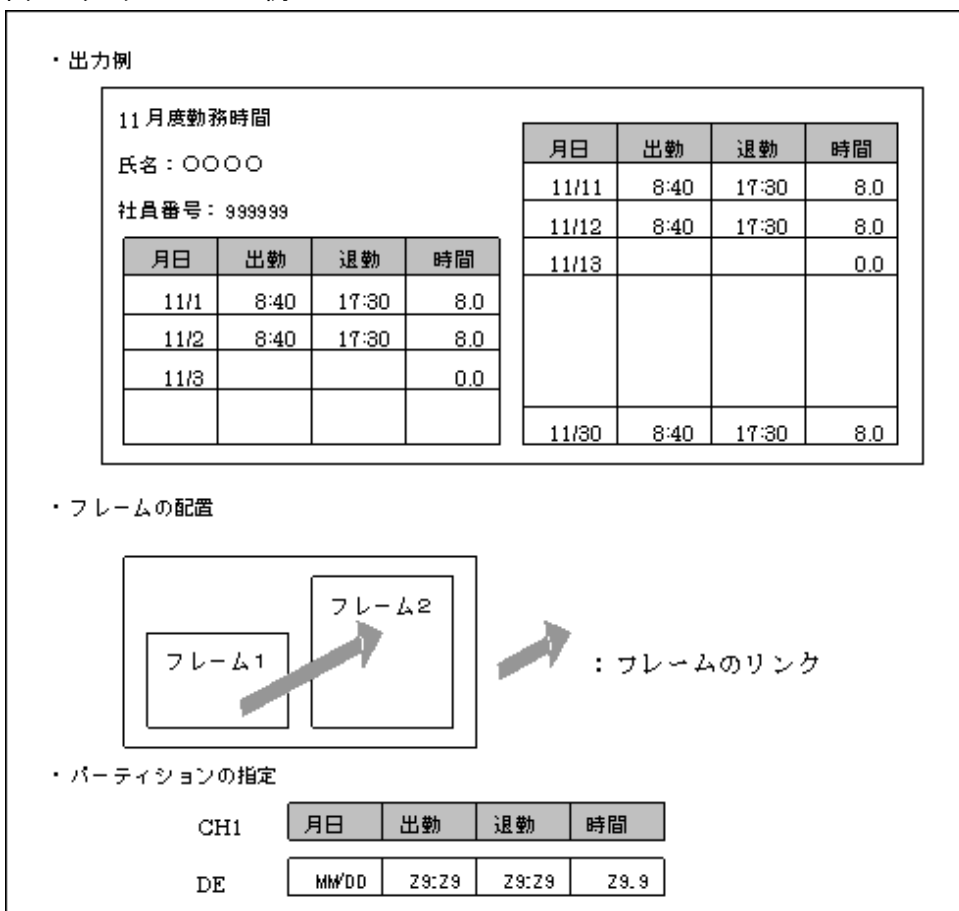 ・出力例
11月度勤務時間
氏名：〇〇〇〇
社員番号：999999
月日 出勤 退勤 時間
11/1 8:40 17:30 8.0
11/2 8:40 17:30 8.0
11/3 0.0
月日 出勤 退勤 時間
11/11 8:40 17:30 8.0
11/12 8:40 17:30 8.0
11/13 0.0
11/30 8:40 17:30 8.0
・フレームの配置
フレーム1
フレーム2
：フレームのリンク
・パーティションの指定
CH1 月日 出勤 退勤 時間
DE MM/DD Z9:Z9 Z9:Z9 Z9.9